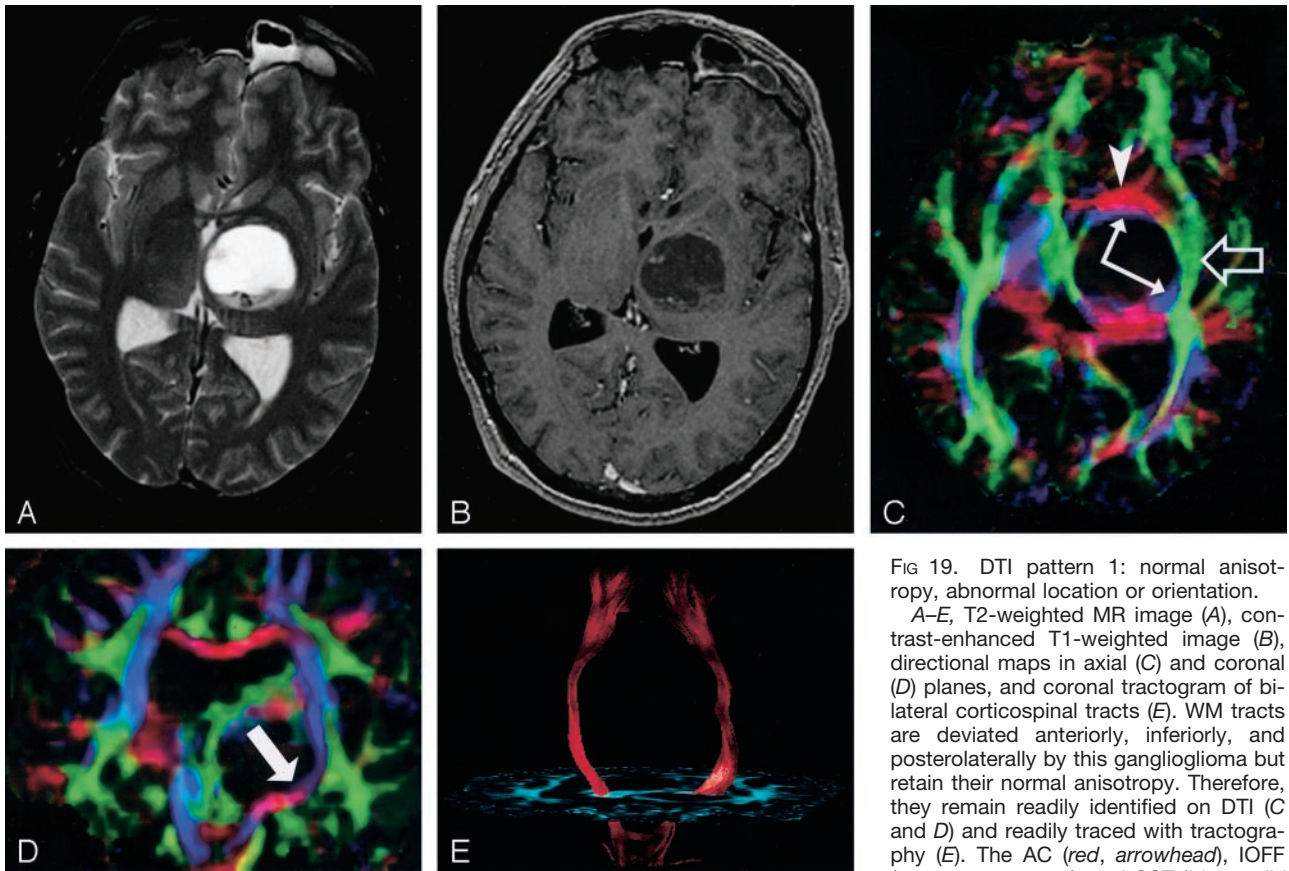 A
B
C
D
E
FIG 19. DTI pattern 1: normal anisot-
ropy, abnormal location or orientation.
A–E, T2-weighted MR image (A), con-
trast-enhanced T1-weighted image (B),
directional maps in axial (C) and coronal
(D) planes, and coronal tractogram of bi-
lateral corticospinal tracts (E). WM tracts
are deviated anteriorly, inferiorly, and
posterolaterally by this ganglioglioma but
retain their normal anisotropy. Therefore,
they remain readily identified on DTI (C
and D) and readily traced with tractogra-
phy (E). The AC (red, arrowhead), IOFF